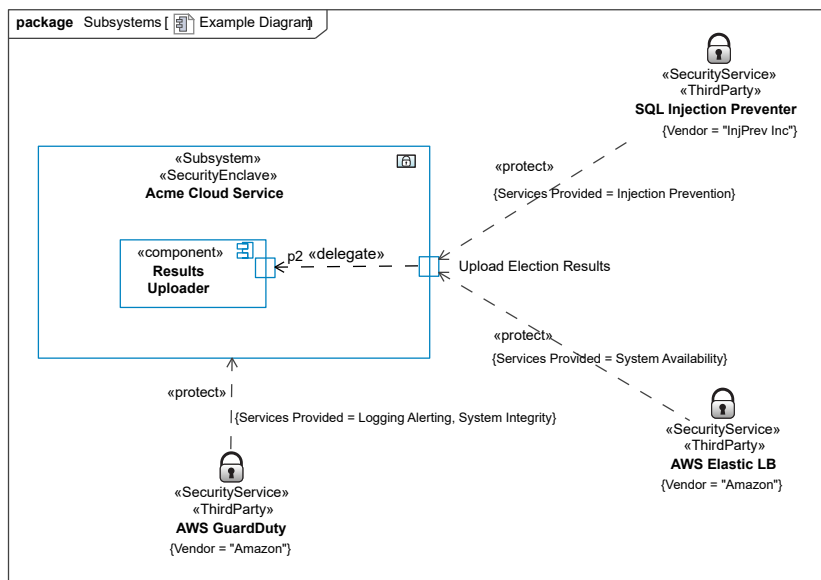 package Subsystems [ Example Diagram]
«SecurityService»
«ThirdParty»
SQL Injection Preventer
{Vendor = "InjPrev Inc"}
«protect»
{Services Provided = Injection Prevention}
«Subsystem»
«SecurityEnclave»
Acme Cloud Service
«component»
Results
Uploader
p2 «delegate»
Upload Election Results
«protect»
{Services Provided = System Availability}
«protect»
{Services Provided = Logging Alerting, System Integrity}
«SecurityService»
«ThirdParty»
AWS Elastic LB
{Vendor = "Amazon"}
«SecurityService»
«ThirdParty»
AWS GuardDuty
{Vendor = "Amazon"}